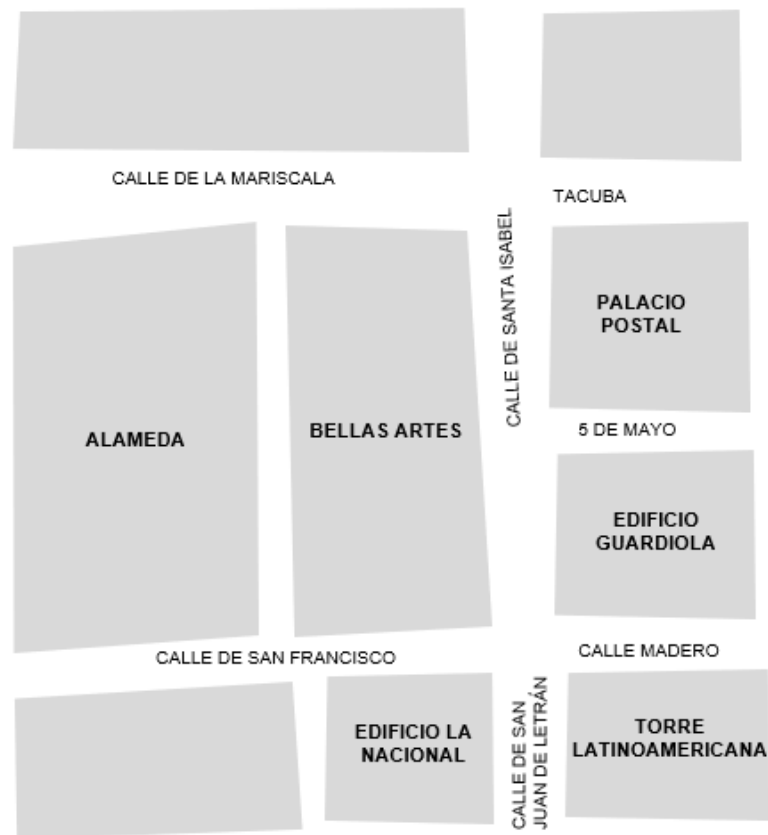 CALLE DE LA MARISCALA
TACUBA
CALLE DE SANTA ISABEL
PALACIO
POSTAL
ALAMEDA
BELLAS ARTES
5 DE MAYO
EDIFICIO
GUARDIOLA
CALLE DE SAN FRANCISCO
CALLE MADERO
EDIFICIO LA
NACIONAL
CALLE DE SAN
JUAN DE LETRÁN
TORRE
LATINOAMERICANA